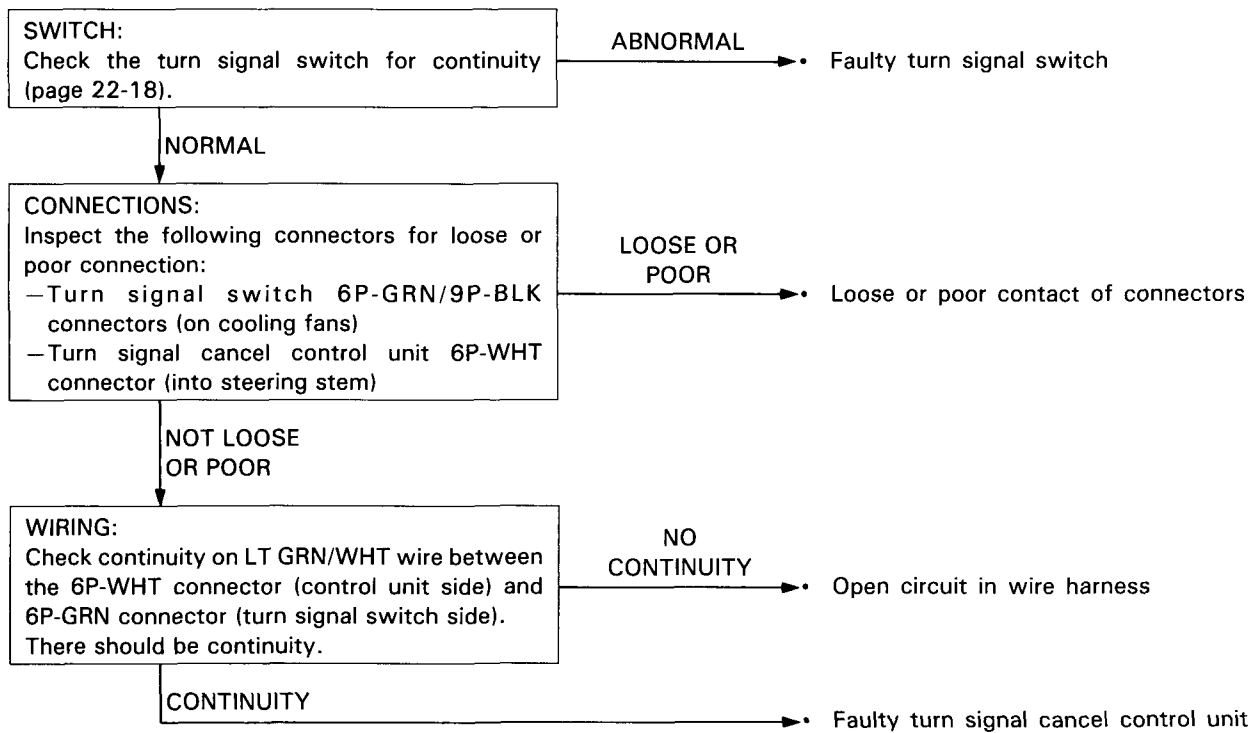 SWITCH:
Check the turn signal switch for continuity
(page 22-18).
ABNORMAL
• Faulty turn signal switch
NORMAL
CONNECTIONS:
Inspect the following connectors for loose or
poor connection:
—Turn signal switch 6P-GRN/9P-BLK
connectors (on cooling fans)
—Turn signal cancel control unit 6P-WHT
connector (into steering stem)
LOOSE OR
POOR
• Loose or poor contact of connectors
NOT LOOSE
OR POOR
WIRING:
Check continuity on LT GRN/WHT wire between
the 6P-WHT connector (control unit side) and
6P-GRN connector (turn signal switch side).
There should be continuity.
NO
CONTINUITY
• Open circuit in wire harness
CONTINUITY
• Faulty turn signal cancel control unit